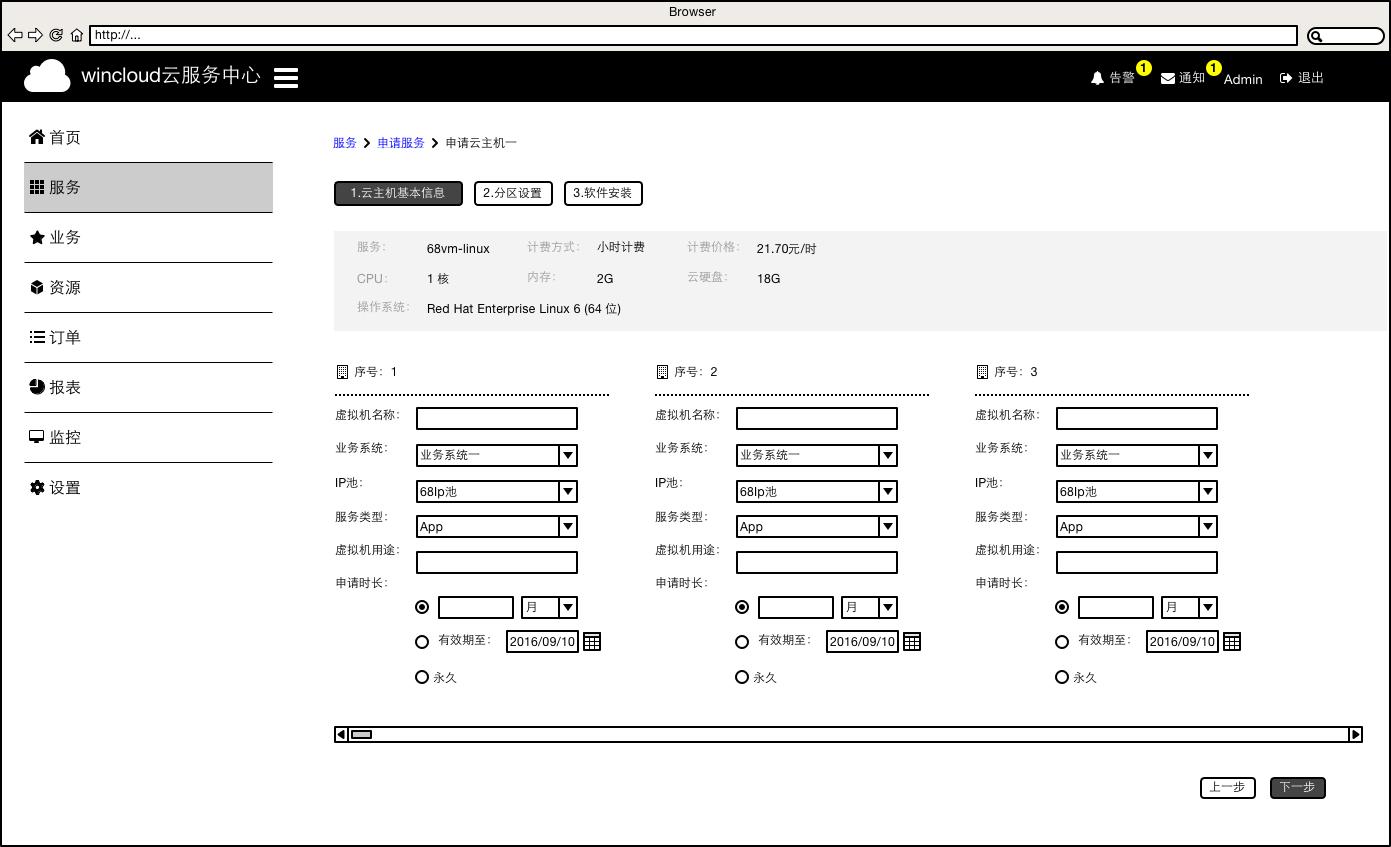 Browser
http://...
wincloud云服务中心
告警 1 通知 1 Admin 退出
首页
服务
业务
资源
订单
报表
监控
设置
服务 申请服务 申请云主机一
1.云主机基本信息 2.分区设置 3.软件安装
服务： 68vm-linux 计费方式： 小时计费 计费价格： 21.70元/时
CPU： 1 核 内存： 2G 云硬盘： 18G
操作系统： Red Hat Enterprise Linux 6 (64 位)
序号：1 序号：2 序号：3
虚拟机名称： 虚拟机名称： 虚拟机名称：
业务系统： 业务系统一 业务系统： 业务系统一 业务系统： 业务系统一
IP池： 68Ip池 IP池： 68Ip池 IP池： 68Ip池
服务类型： App 服务类型： App 服务类型： App
虚拟机用途： 虚拟机用途： 虚拟机用途：
申请时长： 申请时长： 申请时长：
月 月 月
有效期至： 2016/09/10 有效期至： 2016/09/10 有效期至： 2016/09/10
永久 永久 永久
上一步 下一步